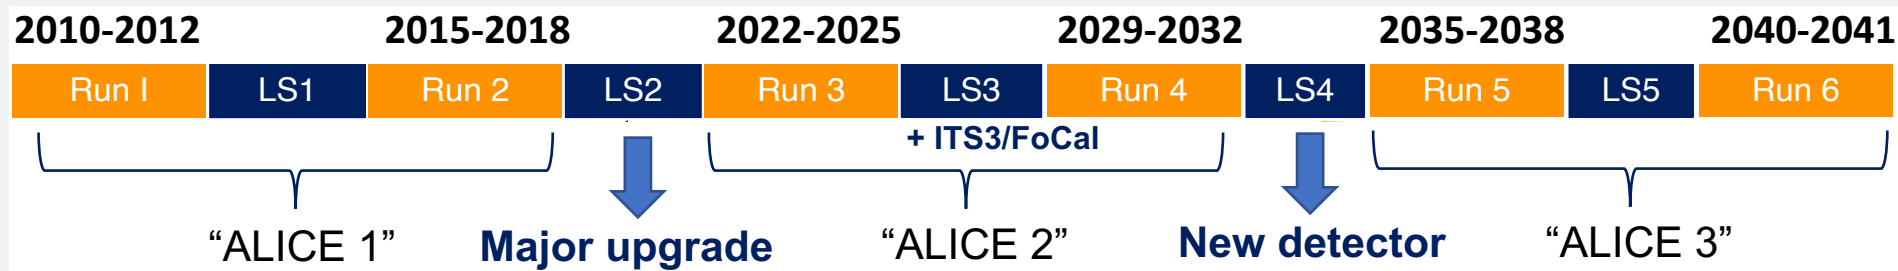 2010-2012 2015-2018 2022-2025 2029-2032 2035-2038 2040-2041
Run I LS1 Run 2 LS2 Run 3 LS3 Run 4 LS4 Run 5 LS5 Run 6
+ ITS3/FoCal
“ALICE 1” Major upgrade “ALICE 2” New detector “ALICE 3”